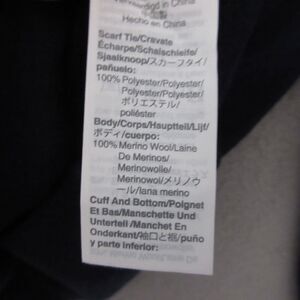 中国製
Hecho en China
Scarf Tie/Cravate
Écharpe/Schalschleife/
Sjaalknoop/スカーフタイ/
pañuelo:
100% Polyester/Polyester/
Polyester/Polyester/
ポリエステル/
poliéster
Body/Corps/Hauptteil/Lijf/
ボディ/cuerpo:
100% Merino Wool/Laine
De Merinos/
Merinowolle/
Merinowol/メリノウ
ール/lana merino
Cuff And Bottom/Poignet
Et Bas/Manschette Und
Unterteil /Manchet En
Onderkant/袖口と裾/puño
y parte inferior: